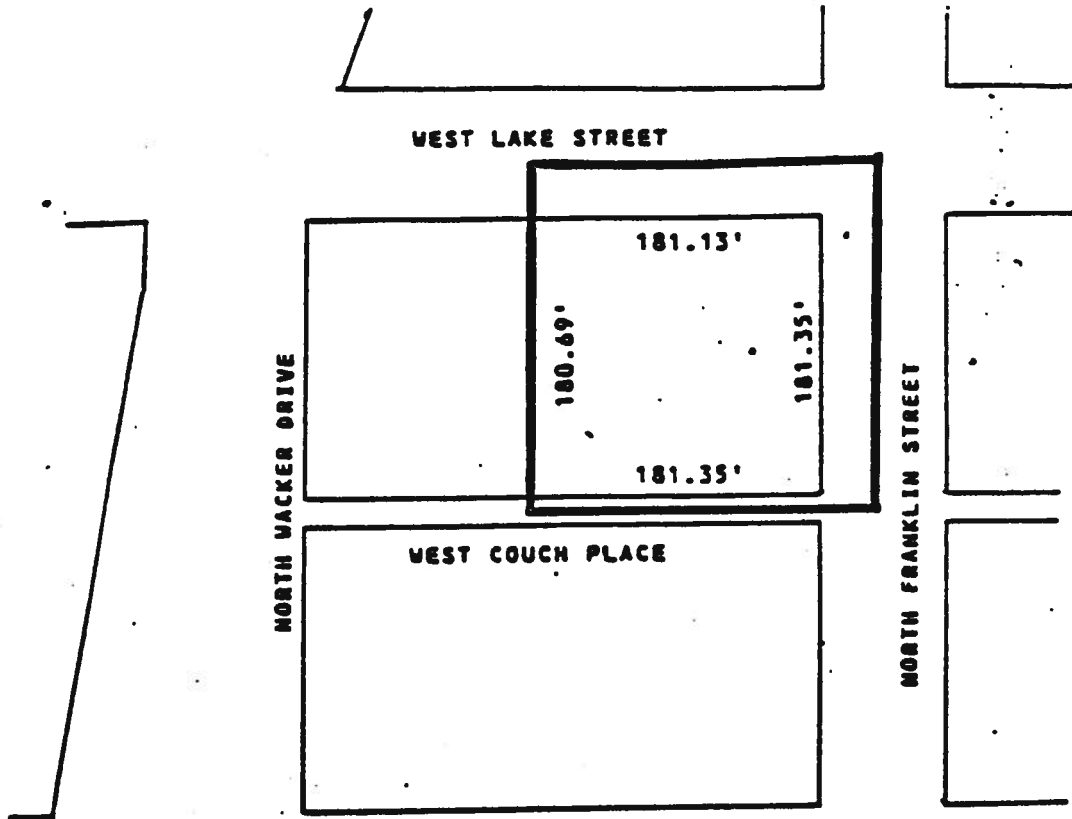 WEST LAKE STREET
181.13'
180.69'
181.35'
181.35'
WEST COUCH PLACE
NORTH WACKER DRIVE
NORTH FRANKLIN STREET